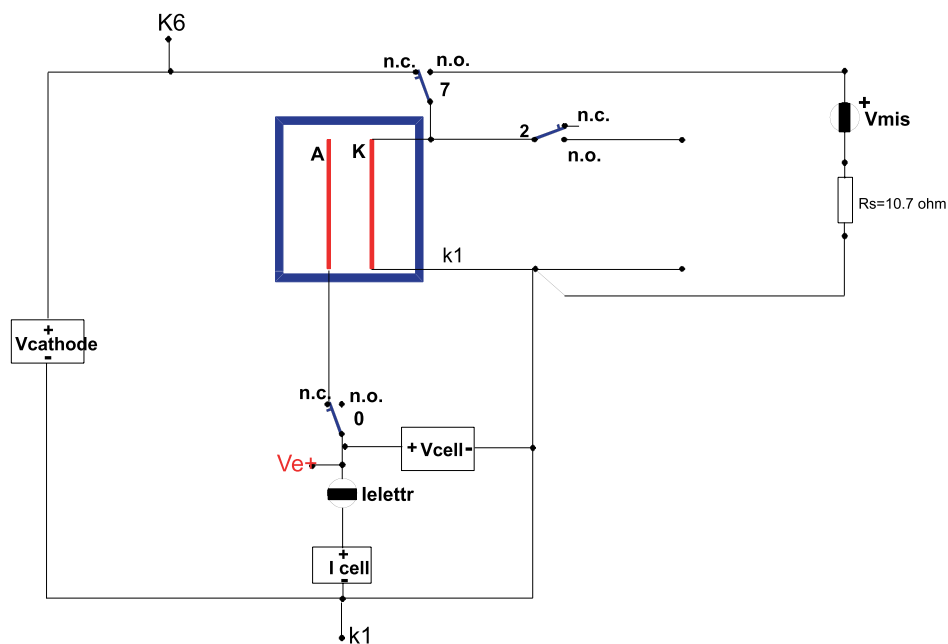 K6
n.c. n.o.
7
+
Vmis
n.c.
2
n.o.
A K
Rs=10.7 ohm
k1
+
Vcathode
-
n.c. n.o.
0
+ Vcell -
Ve+
Ielettr
+
I cell
-
k1